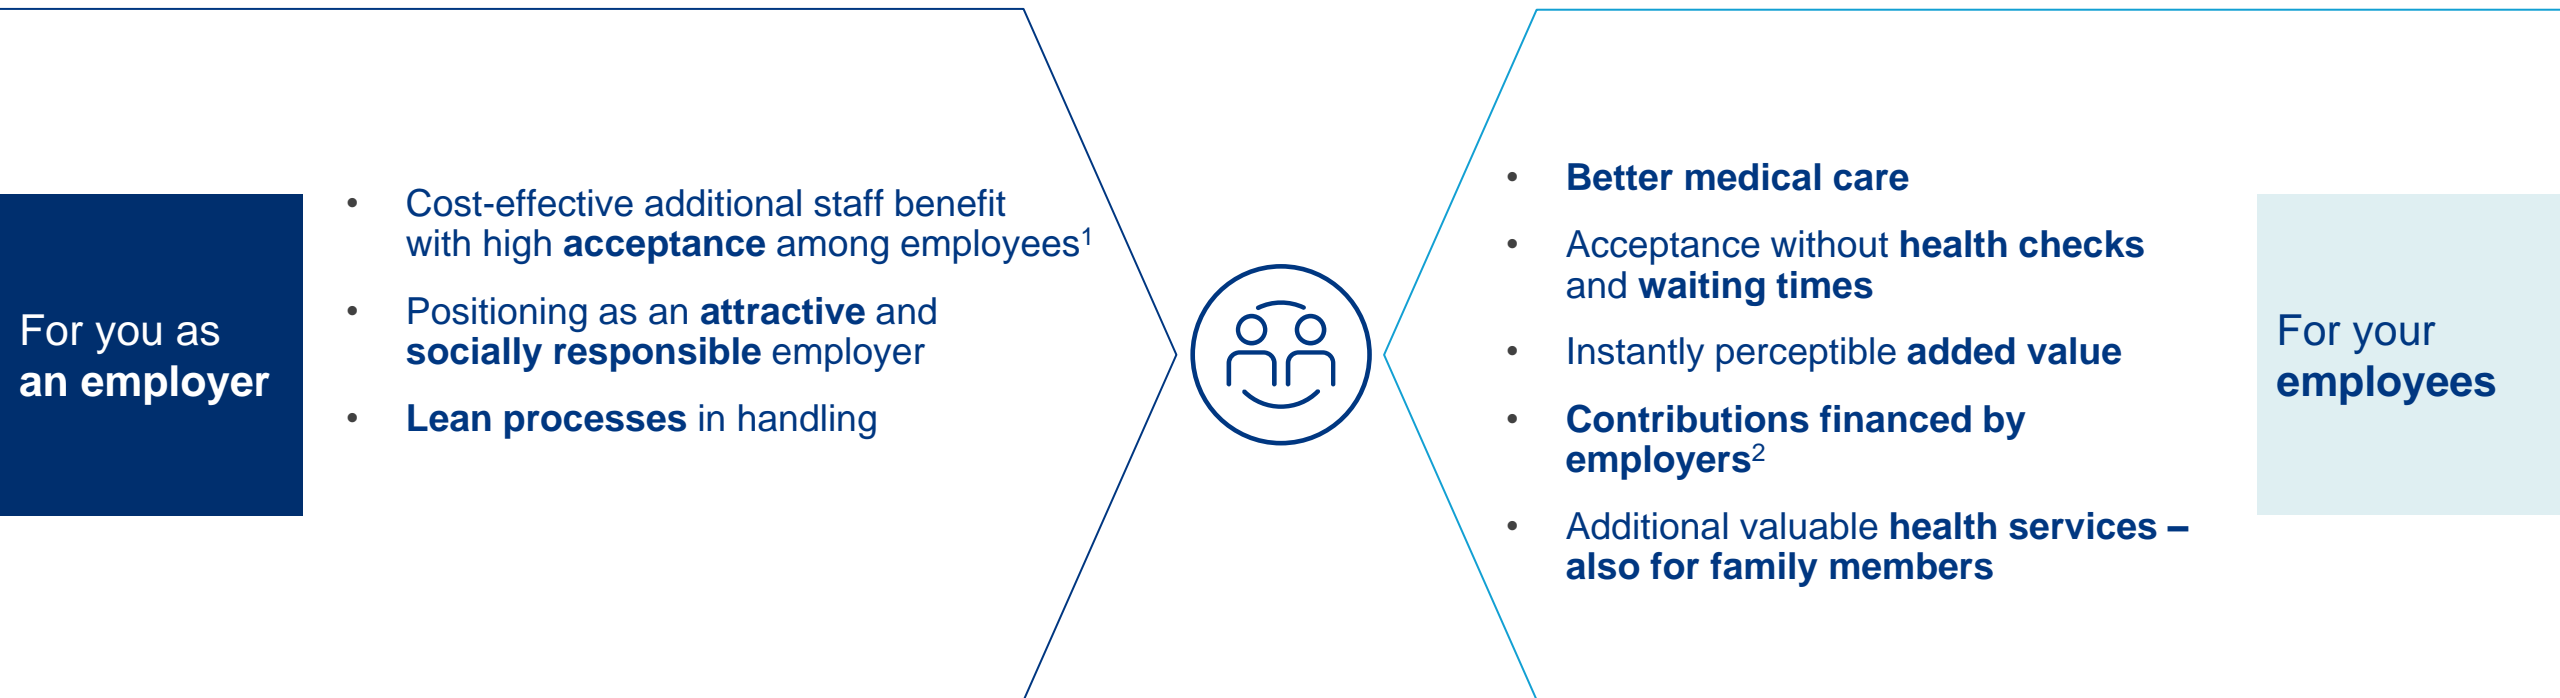 For you as
an employer
• Cost-effective additional staff benefit
with high acceptance among employees¹
• Positioning as an attractive and
socially responsible employer
• Lean processes in handling
• Better medical care
• Acceptance without health checks
and waiting times
• Instantly perceptible added value
• Contributions financed by
employers²
• Additional valuable health services –
also for family members
For your
employees